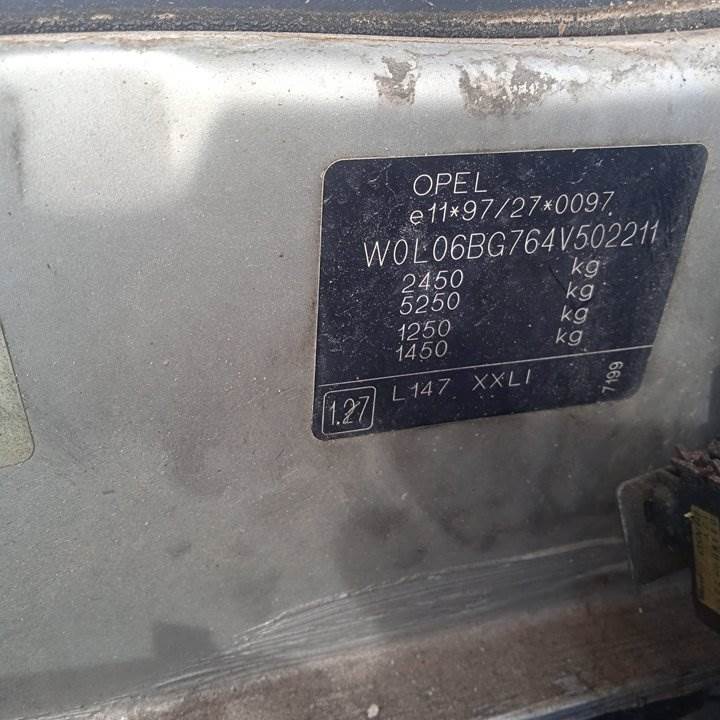 OPEL
e11*97/27*0097
W0L06BG764V502211
2450 kg
5250 kg
1250 kg
1450 kg
1.27 L147 XXLI
7199